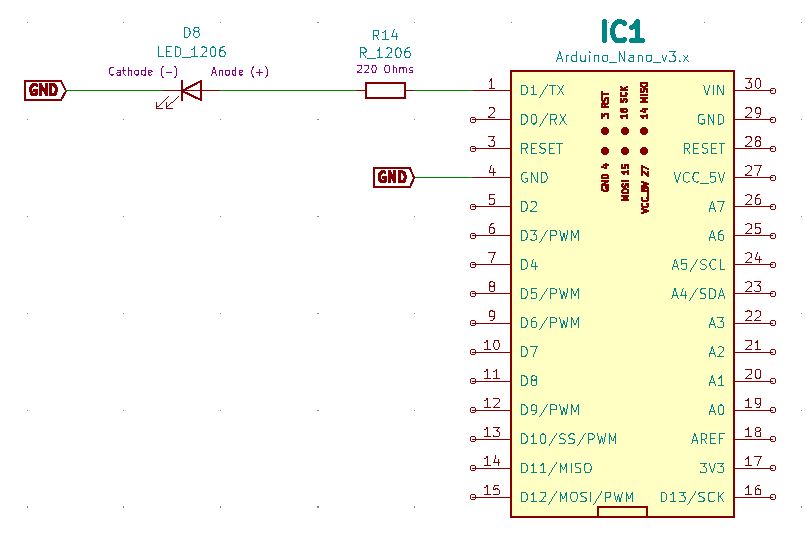 IC1
Arduino_Nano_v3.x
D8
LED_1206
Cathode (-)
Anode (+)
R14
R_1206
220 Ohms
GND
GND
1 D1/TX
2 D0/RX
3 RESET
4 GND
5 D2
6 D3/PWM
7 D4
8 D5/PWM
9 D6/PWM
10 D7
11 D8
12 D9/PWM
13 D10/SS/PWM
14 D11/MISO
15 D12/MOSI/PWM
3 RST
16 SCK
14 MISO
GND 4
MOSI 15
VCC_5V 27
VIN 30
GND 29
RESET 28
VCC_5V 27
A7 26
A6 25
A5/SCL 24
A4/SDA 23
A3 22
A2 21
A1 20
A0 19
AREF 18
3V3 17
D13/SCK 16